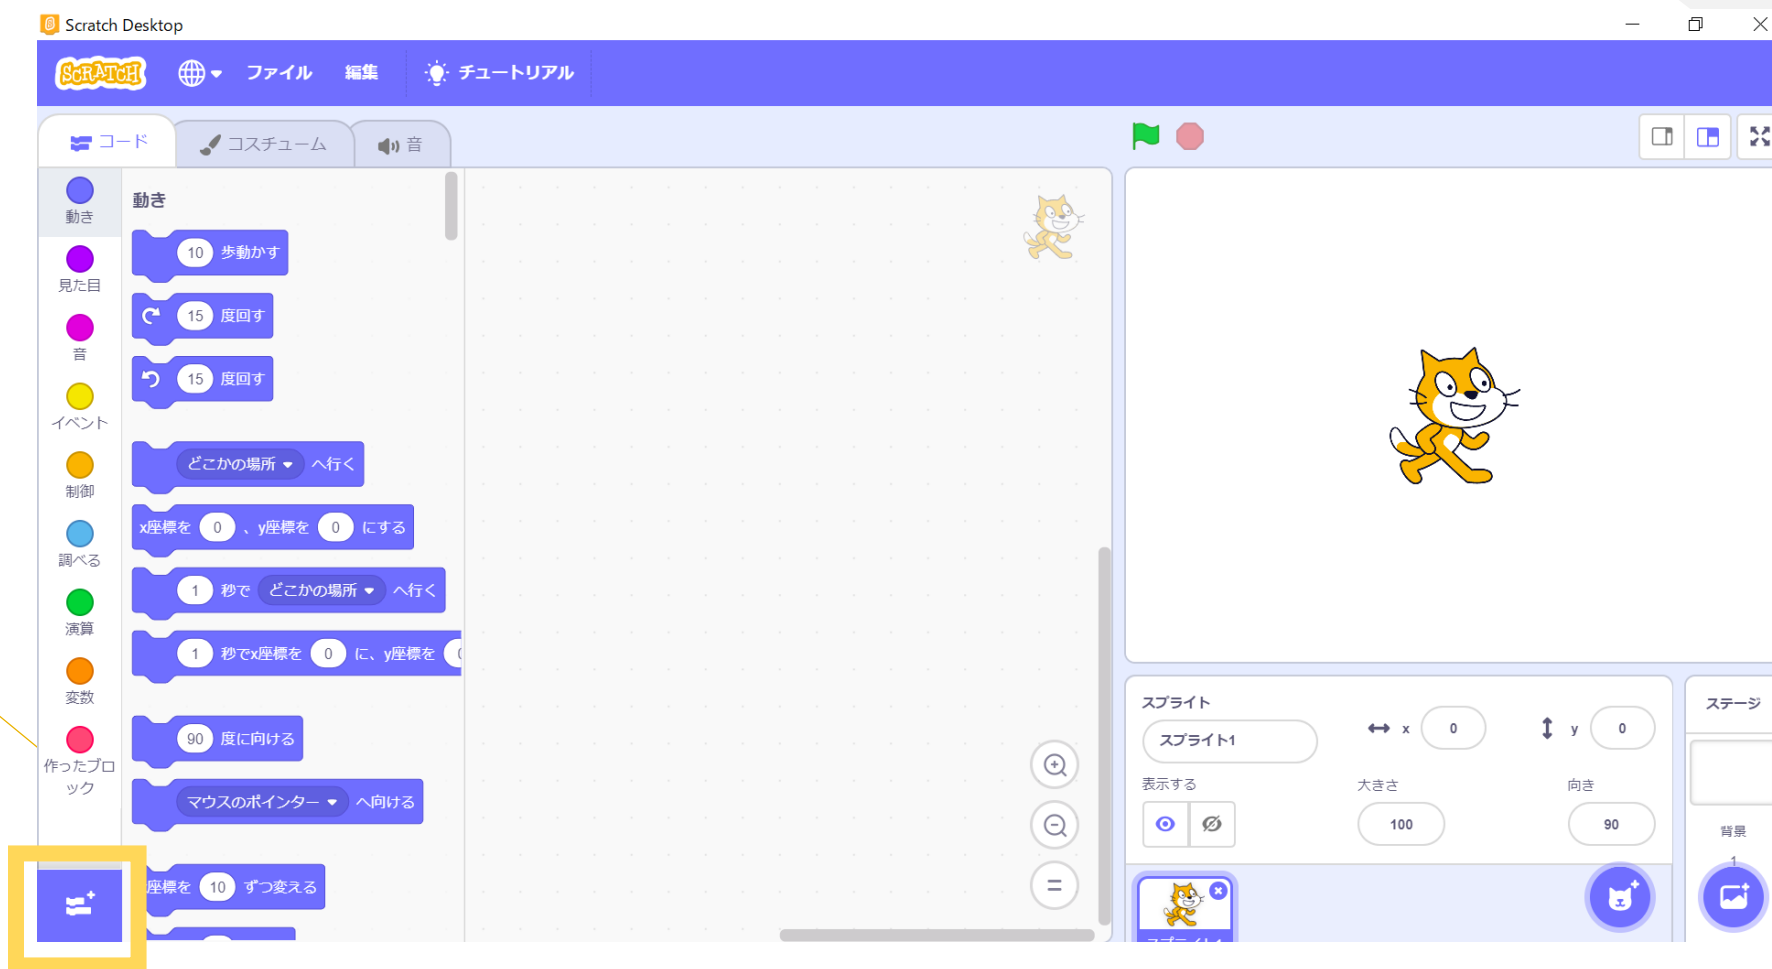 Scratch Desktop
SCRATCH ファイル 編集 チュートリアル
コード コスチューム 音
動き
見た目
音
イベント
制御
調べる
演算
変数
作ったブロ
ック
動き
10 歩動かす
15 度回す
15 度回す
どこかの場所 へ行く
x座標を 0 、y座標を 0 にする
1 秒で どこかの場所 へ行く
1 秒でx座標を 0 に、y座標を
90 度に向ける
マウスのポインター へ向ける
座標を 10 ずつ変える
スプライト
スプライト1
x 0
y 0
表示する
大きさ
100
向き
90
ステージ
背景
1